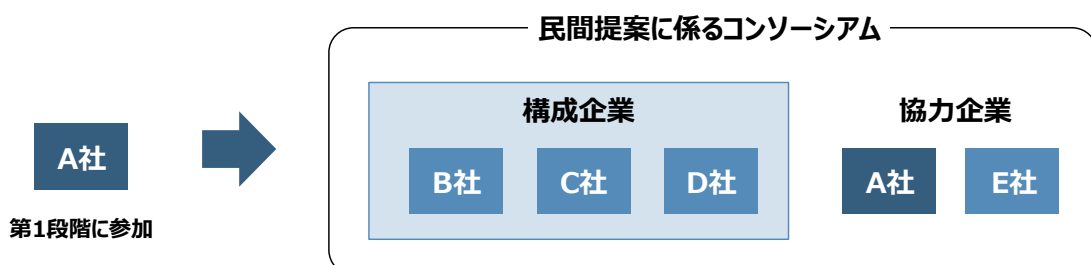 民間提案に係るコンソーシアム
構成企業
協力企業
A社
B社
C社
D社
A社
E社
第1段階に参加